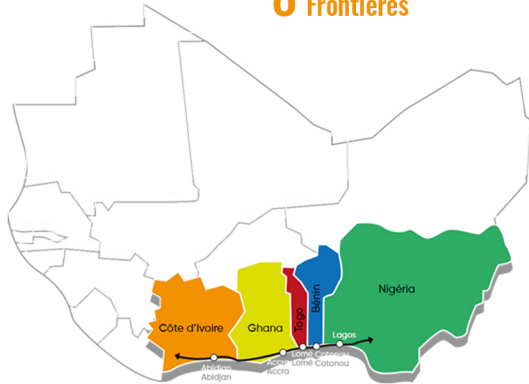 Frontières
Côte d'Ivoire
Ghana
Togo
Bénin
Nigéria
Lagos
Abidjan
Abidjan
Accra
Accra
Lomé Cotonou
Lomé Cotonou